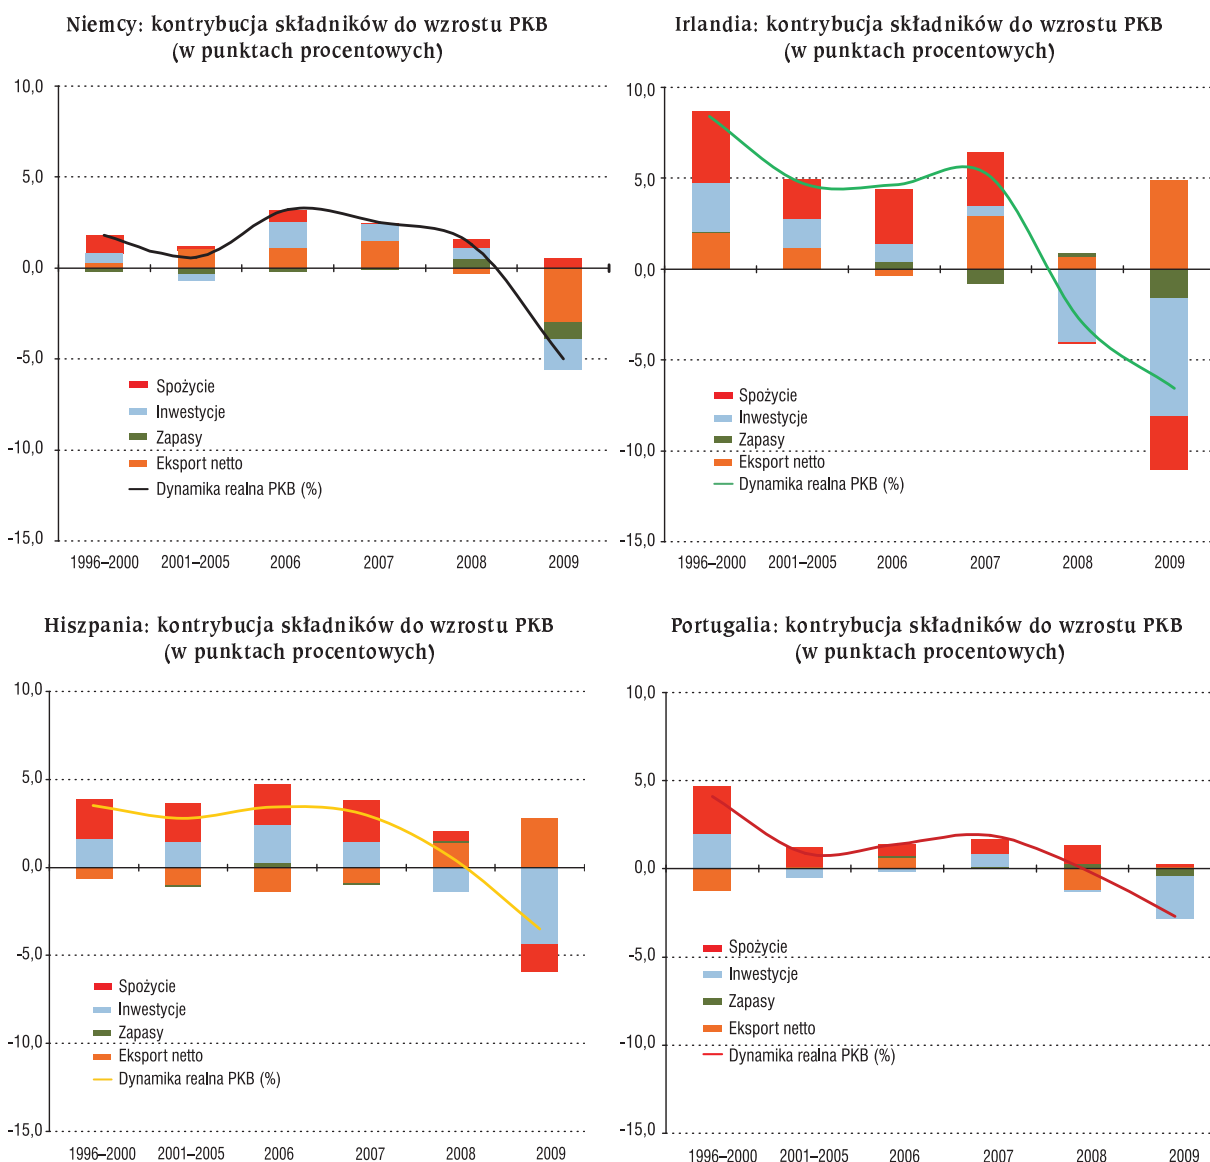 Niemcy: kontrybucja składników do wzrostu PKB
(w punktach procentowych)
10,0
5,0
0,0
-5,0
-10,0
-15,0
Spożycie
Inwestycje
Zapasy
Eksport netto
Dynamika realna PKB (%)
1996–2000
2001–2005
2006
2007
2008
2009
Irlandia: kontrybucja składników do wzrostu PKB
(w punktach procentowych)
10,0
5,0
0,0
-5,0
-10,0
-15,0
Spożycie
Inwestycje
Zapasy
Eksport netto
Dynamika realna PKB (%)
1996–2000
2001–2005
2006
2007
2008
2009
Hiszpania: kontrybucja składników do wzrostu PKB
(w punktach procentowych)
10,0
5,0
0,0
-5,0
-10,0
-15,0
Spożycie
Inwestycje
Zapasy
Eksport netto
Dynamika realna PKB (%)
1996–2000
2001–2005
2006
2007
2008
2009
Portugalia: kontrybucja składników do wzrostu PKB
(w punktach procentowych)
10,0
5,0
0,0
-5,0
-10,0
-15,0
Spożycie
Inwestycje
Zapasy
Eksport netto
Dynamika realna PKB (%)
1996–2000
2001–2005
2006
2007
2008
2009